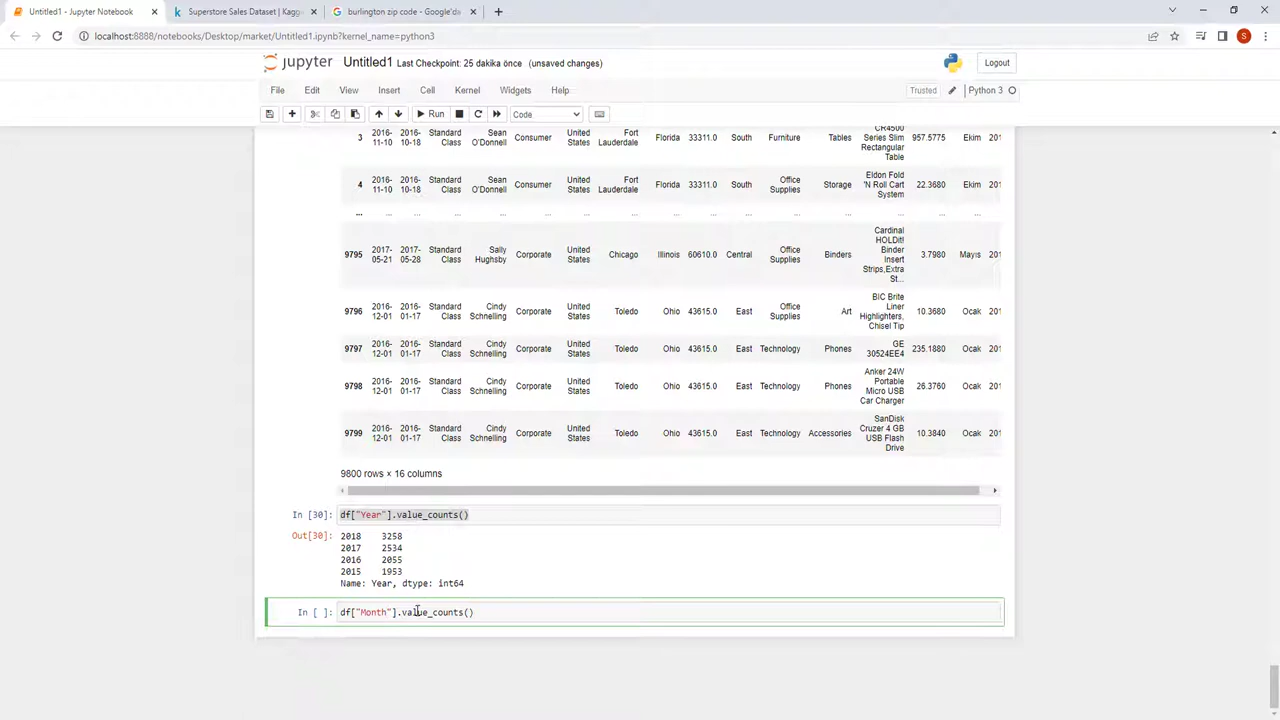 Untitled1 - Jupyter Notebook
Superstore Sales Dataset | Kagg
burlington zip code - Google'da
localhost:8888/notebooks/Desktop/market/Untitled1.ipynb?kernel_name=python3
S
jupyter Untitled1 Last Checkpoint: 25 dakika önce (unsaved changes)
Logout
File Edit View Insert Cell Kernel Widgets Help
Trusted Python 3
Run Code
3 2016-11-10 2016-10-18 Standard Class Sean O'Donnell Consumer United States Fort Lauderdale Florida 33311.0 South Furniture Tables CR4500 Series Slim Rectangular Table 957.5775 Ekim 201
4 2016-11-10 2016-10-18 Standard Class Sean O'Donnell Consumer United States Fort Lauderdale Florida 33311.0 South Office Supplies Storage Eldon Fold 'N Roll Cart System 22.3680 Ekim 201
... ... ... ... ... ... ... ... ... ... ... ... ... ... ... ...
9795 2017-05-21 2017-05-28 Standard Class Sally Hughsby Corporate United States Chicago Illinois 60610.0 Central Office Supplies Binders Cardinal HOLDit! Binder Insert Strips,Extra St... 3.7980 Mayıs 201
9796 2016-12-01 2016-01-17 Standard Class Cindy Schnelling Corporate United States Toledo Ohio 43615.0 East Office Supplies Art BIC Brite Liner Highlighters, Chisel Tip 10.3680 Ocak 201
9797 2016-12-01 2016-01-17 Standard Class Cindy Schnelling Corporate United States Toledo Ohio 43615.0 East Technology Phones GE 30524EE4 235.1880 Ocak 201
9798 2016-12-01 2016-01-17 Standard Class Cindy Schnelling Corporate United States Toledo Ohio 43615.0 East Technology Phones Anker 24W Portable Micro USB Car Charger 26.3760 Ocak 201
9799 2016-12-01 2016-01-17 Standard Class Cindy Schnelling Corporate United States Toledo Ohio 43615.0 East Technology Accessories SanDisk Cruzer 4 GB USB Flash Drive 10.3840 Ocak 201
9800 rows × 16 columns
In [30]: df["Year"].value_counts()
Out[30]: 2018 3258
2017 2534
2016 2055
2015 1953
Name: Year, dtype: int64
In [ ]: df["Month"].value_counts()